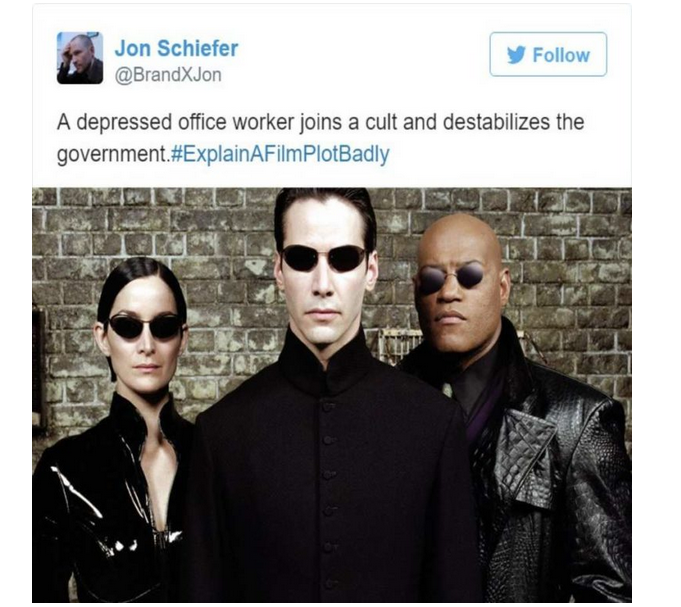 Jon Schiefer
@BrandXJon
Follow
A depressed office worker joins a cult and destabilizes the
government.#ExplainAFilmPlotBadly